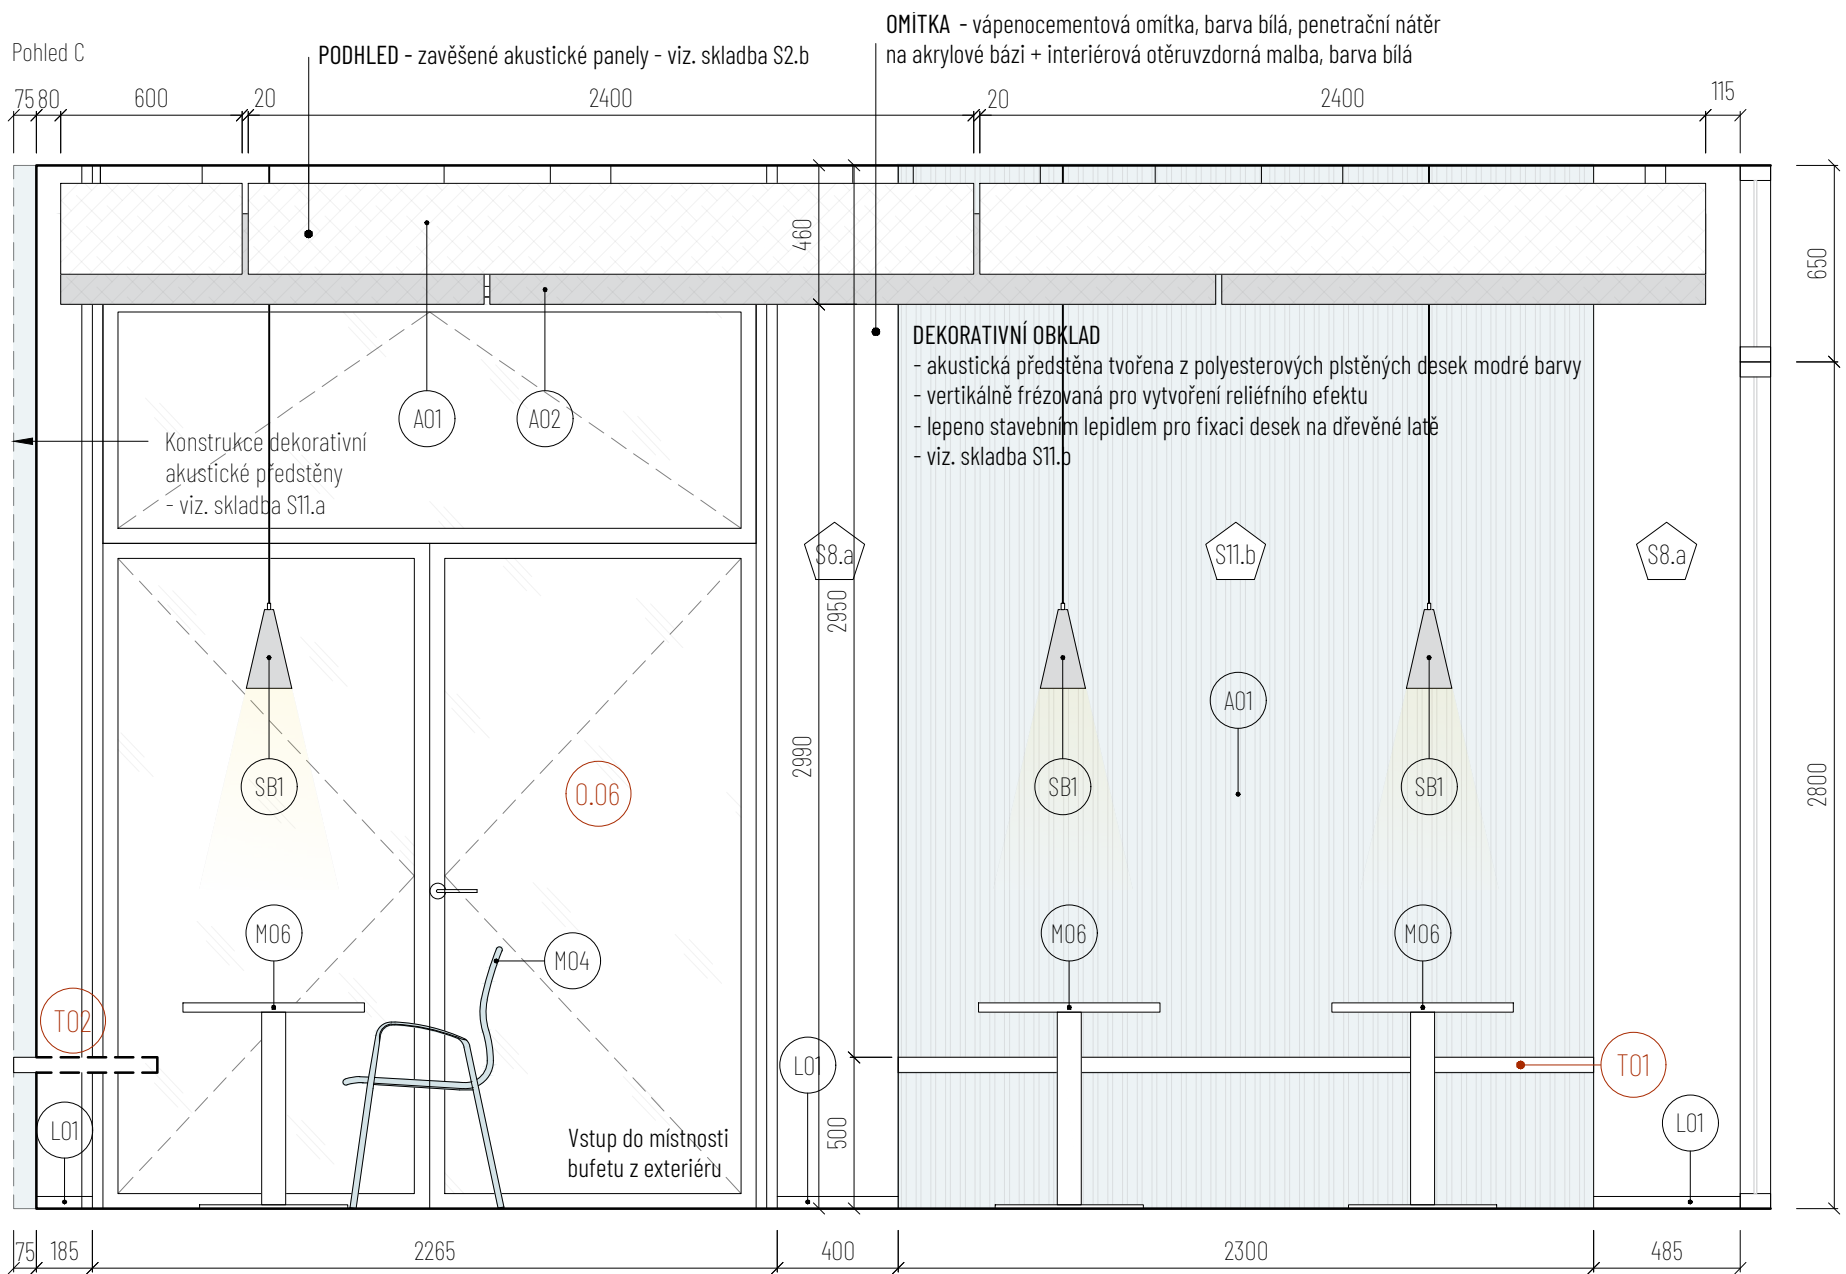 OMÍTKA - vápenocementová omítka, barva bílá, penetrační nátěr
na akrylové bázi + interiérová otěruvzdorná malba, barva bílá
Pohled C
PODHLED - zavěšené akustické panely - viz. skladba S2.b
75 80 600 20 2400 20 2400 115
460
650
DEKORATIVNÍ OBKLAD
- akustická předstěna tvořena z polyesterových plstěných desek modré barvy
- vertikálně frézovaná pro vytvoření reliéfního efektu
- lepeno stavebním lepidlem pro fixaci desek na dřevěné latě
- viz. skladba S11.b
A01 A02
Konstrukce dekorativní
akustické předstěny
- viz. skladba S11.a
S8.a S11.b S8.a
2950
A01
2990
2800
SB1 O.06 SB1 SB1
M06 M04 M06 M06
T02
L01 T01
L01 L01
500
Vstup do místnosti
bufetu z exteriéru
75 185 2265 400 2300 485